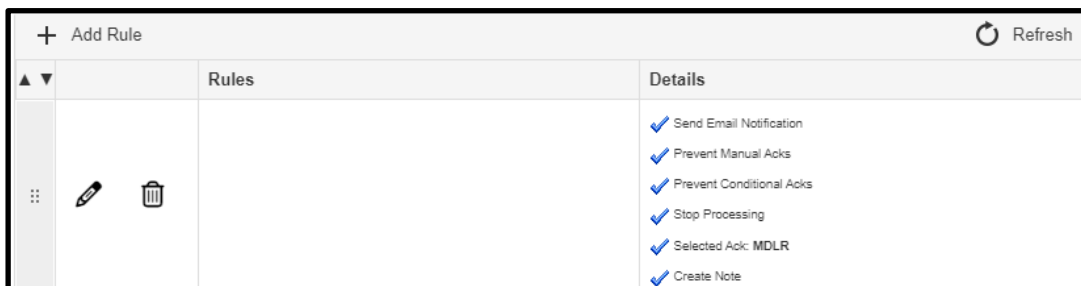 Add Rule
Refresh
Rules
Details
Send Email Notification
Prevent Manual Acks
Prevent Conditional Acks
Stop Processing
Selected Ack: MDLR
Create Note